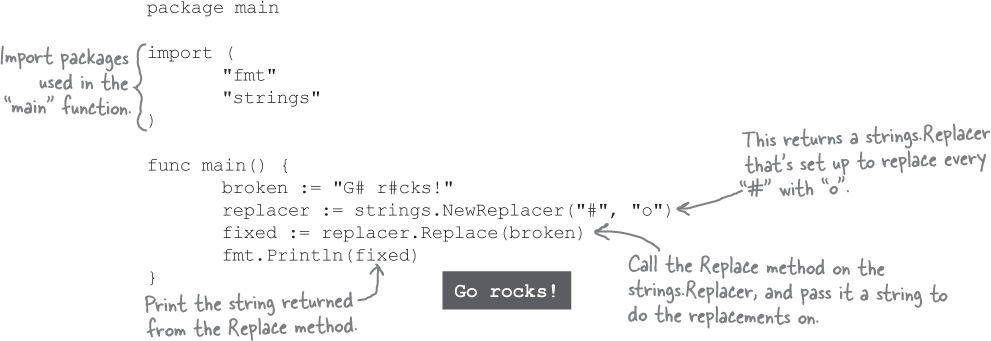 package main
Import packages
used in the
“main” function.
import (
"fmt"
"strings"
)
func main() {
broken := "G# r#cks!"
replacer := strings.NewReplacer("#", "o")
fixed := replacer.Replace(broken)
fmt.Println(fixed)
}
This returns a strings.Replacer
that’s set up to replace every
“#” with “o”.
Call the Replace method on the
strings.Replacer, and pass it a string to
do the replacements on.
Print the string returned
from the Replace method.
Go rocks!